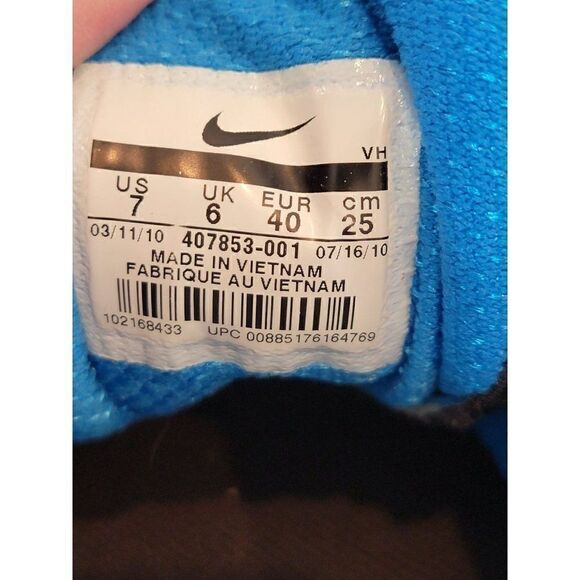 VH
US UK EUR cm
7 6 40 25
03/11/10 407853-001 07/16/10
MADE IN VIETNAM
FABRIQUE AU VIETNAM
102168433 UPC 00885176164769